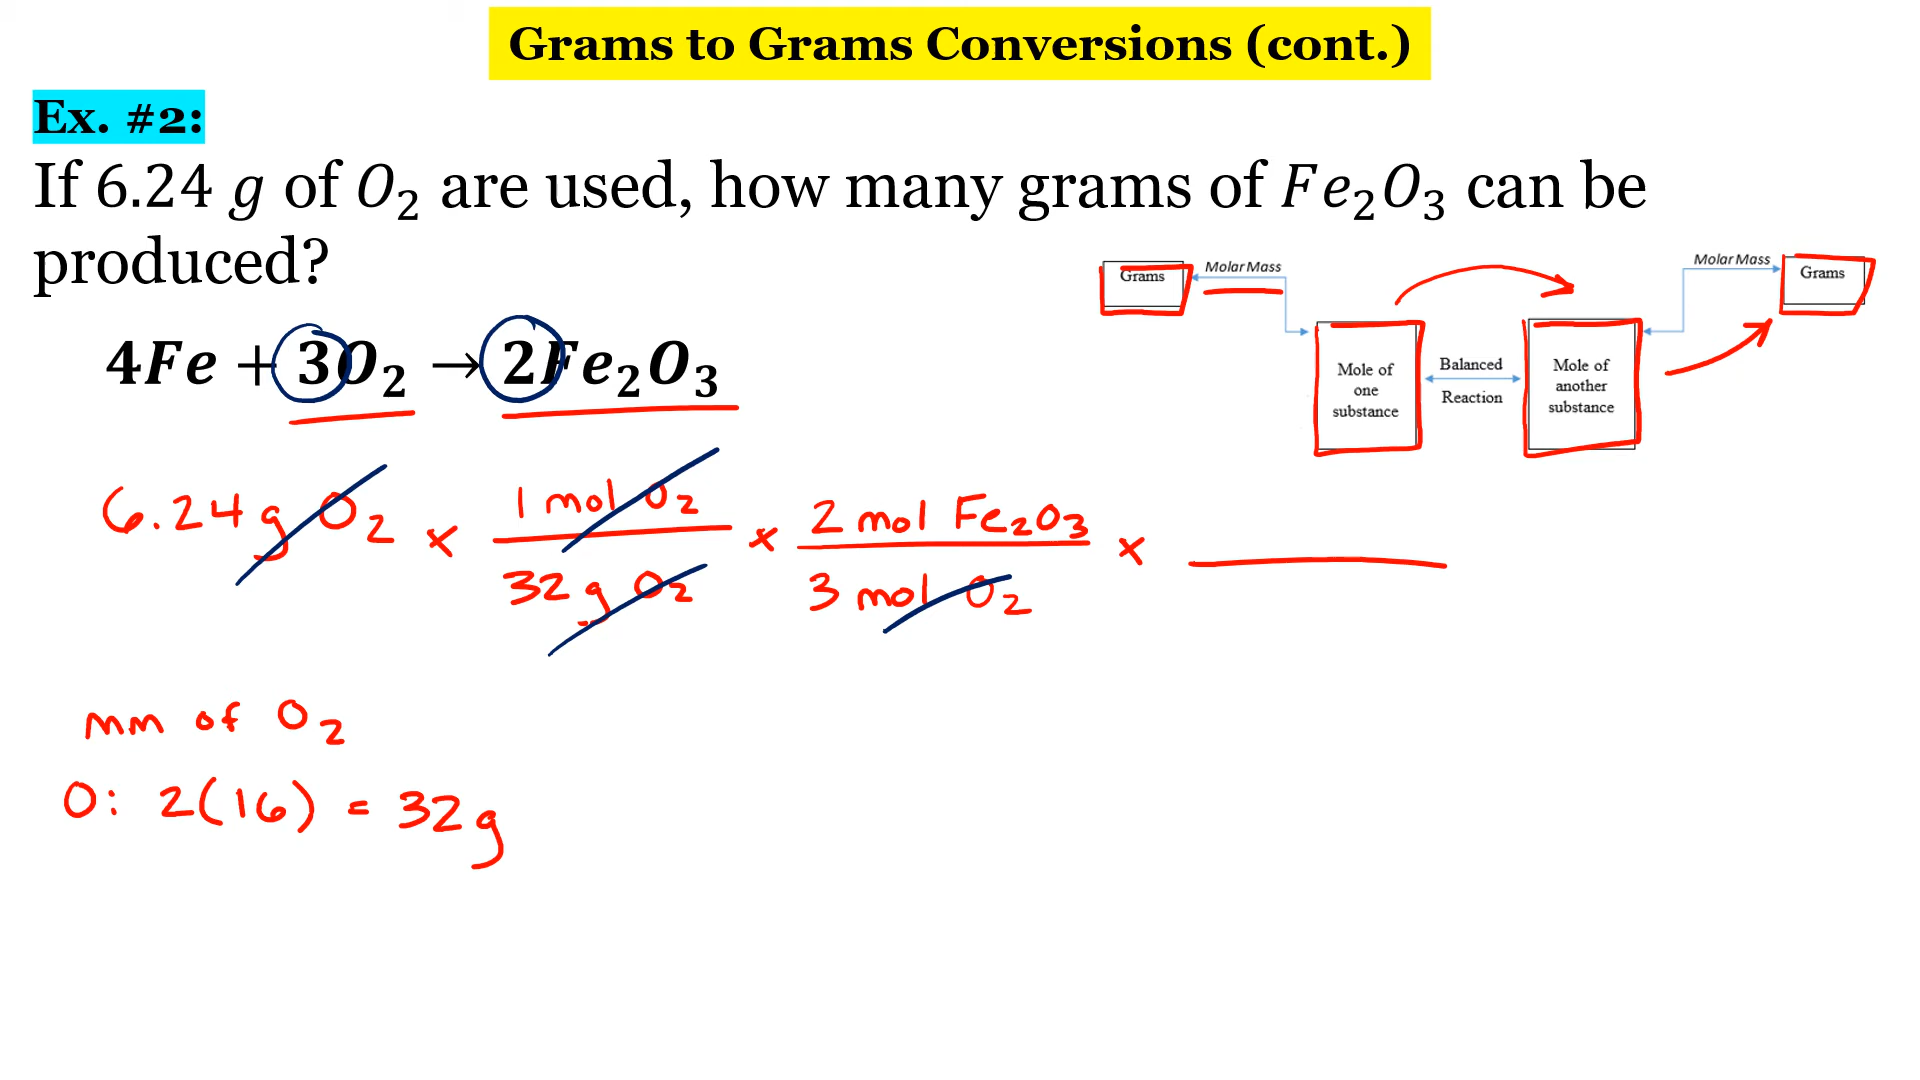 Grams to Grams Conversions (cont.)
Ex. #2:
If 6.24 g of O₂ are used, how many grams of Fe₂O₃ can be
produced?
Grams
Molar Mass
Molar Mass
Grams
Mole of
one
substance
Balanced
Reaction
Mole of
another
substance
4Fe + 3O₂ → 2Fe₂O₃
6.24 g O₂ × 1 mol O₂ / 32 g O₂ × 2 mol Fe₂O₃ / 3 mol O₂ ×
mm of O₂
O: 2(16) = 32g